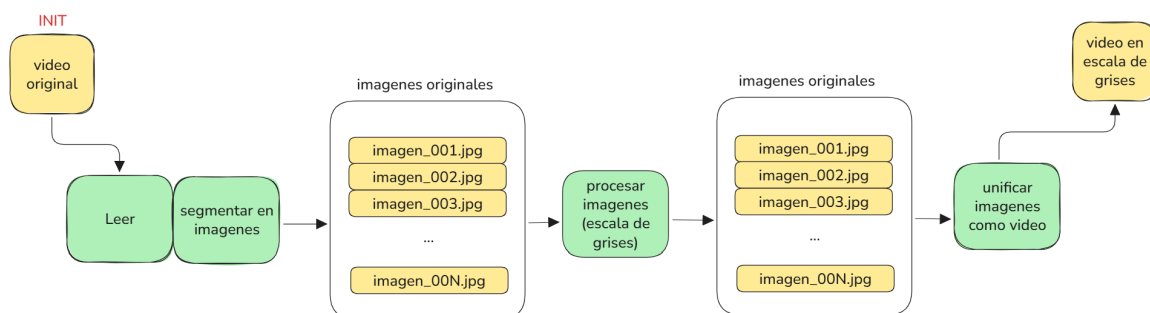 INIT
video
original
Leer
segmentar en
imagenes
imagenes originales
imagen_001.jpg
imagen_002.jpg
imagen_003.jpg
...
imagen_00N.jpg
procesar
imagenes
(escala de
grises)
imagenes originales
imagen_001.jpg
imagen_002.jpg
imagen_003.jpg
...
imagen_00N.jpg
unificar
imagenes
como video
video en
escala de
grises